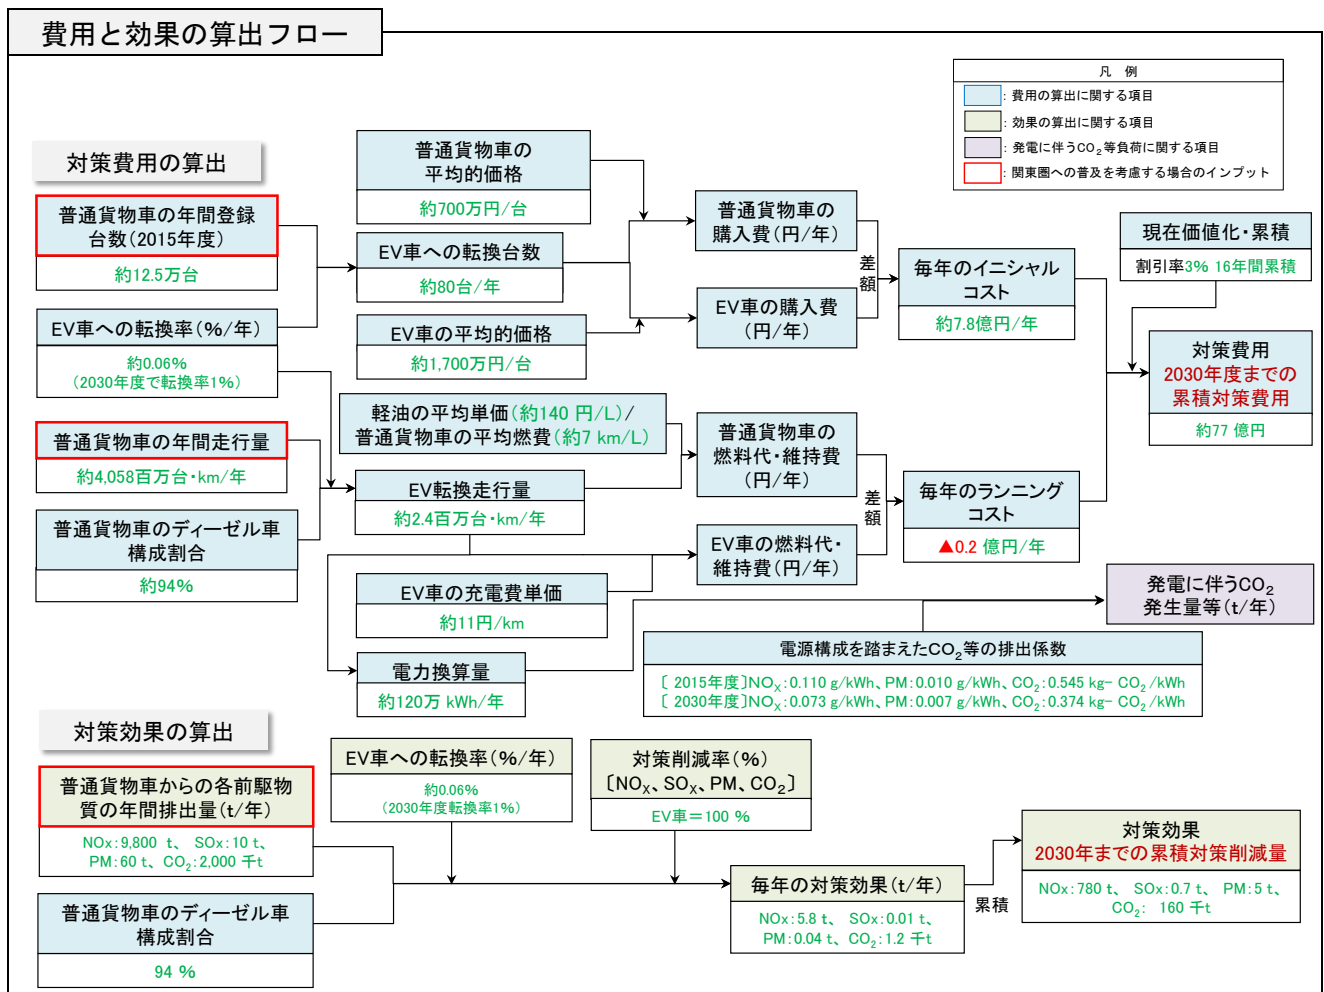 費用と効果の算出フロー
凡 例
: 費用の算出に関する項目
: 効果の算出に関する項目
: 発電に伴うCO₂等負荷に関する項目
: 関東圏への普及を考慮する場合のインプット
対策費用の算出
普通貨物車の年間登録
台数(2015年度)
約12.5万台
EV車への転換率(%/年)
約0.06%
(2030年度で転換率1%)
普通貨物車の年間走行量
約4,058百万台・km/年
普通貨物車のディーゼル車
構成割合
約94%
普通貨物車の
平均的価格
約700万円/台
EV車への転換台数
約80台/年
EV車の平均的価格
約1,700万円/台
軽油の平均単価(約140 円/L)/
普通貨物車の平均燃費(約7 km/L)
EV転換走行量
約2.4百万台・km/年
EV車の充電費単価
約11円/km
電力換算量
約120万 kWh/年
普通貨物車の
購入費(円/年)
EV車の購入費
(円/年)
差
額
普通貨物車の
燃料代・維持費
(円/年)
EV車の燃料代・
維持費(円/年)
差
額
毎年のイニシャル
コスト
約7.8億円/年
毎年のランニング
コスト
▲0.2 億円/年
現在価値化・累積
割引率3% 16年間累積
対策費用
2030年度までの
累積対策費用
約77 億円
発電に伴うCO₂
発生量等(t/年)
電源構成を踏まえたCO₂等の排出係数
〔 2015年度〕NOX:0.110 g/kWh、PM:0.010 g/kWh、CO₂:0.545 kg- CO₂/kWh
〔 2030年度〕NOX:0.073 g/kWh、PM:0.007 g/kWh、CO₂:0.374 kg- CO₂/kWh
対策効果の算出
普通貨物車からの各前駆物
質の年間排出量(t/年)
NOx:9,800 t、 SOx:10 t、
PM:60 t、CO₂:2,000 千t
普通貨物車のディーゼル車
構成割合
94 %
EV車への転換率(%/年)
約0.06%
(2030年度転換率1%)
対策削減率(%)
〔NOX、SOX、PM、CO₂〕
EV車=100 %
毎年の対策効果(t/年)
NOx:5.8 t、 SOx:0.01 t、
PM:0.04 t、CO₂:1.2 千t
累積
対策効果
2030年までの累積対策削減量
NOx:780 t、 SOx:0.7 t、 PM:5 t、
CO₂: 160 千t